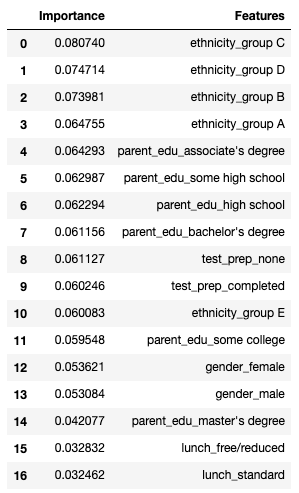 Importance Features
0 0.080740 ethnicity_group C
1 0.074714 ethnicity_group D
2 0.073981 ethnicity_group B
3 0.064755 ethnicity_group A
4 0.064293 parent_edu_associate's degree
5 0.062987 parent_edu_some high school
6 0.062294 parent_edu_high school
7 0.061156 parent_edu_bachelor's degree
8 0.061127 test_prep_none
9 0.060246 test_prep_completed
10 0.060083 ethnicity_group E
11 0.059548 parent_edu_some college
12 0.053621 gender_female
13 0.053084 gender_male
14 0.042077 parent_edu_master's degree
15 0.032832 lunch_free/reduced
16 0.032462 lunch_standard